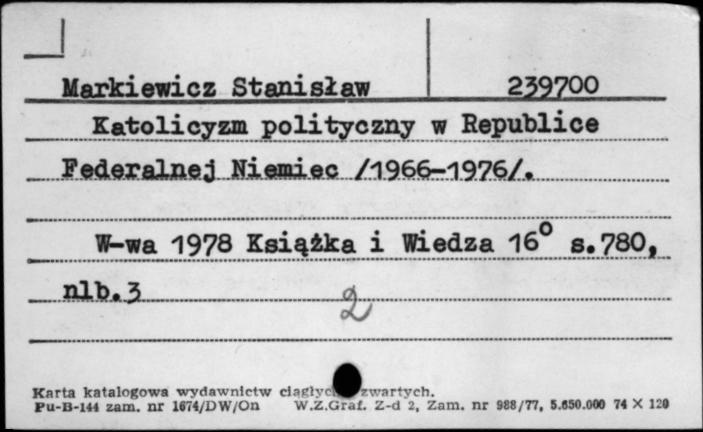 Markiewicz Stanisław 239700
Katolicyzm polityczny w Republice
Federalnej Niemiec /1966-1976/.
W-wa 1978 Książka i Wiedza 16° s.780,
nlb.3
2
Karta katalogowa wydawnictw zwartych.
Pu-B-144 zam. nr 1674/DW/On W.Z.Graf. Z-d 2, Zam. nr 988/77, 5.650.000 74 X 120